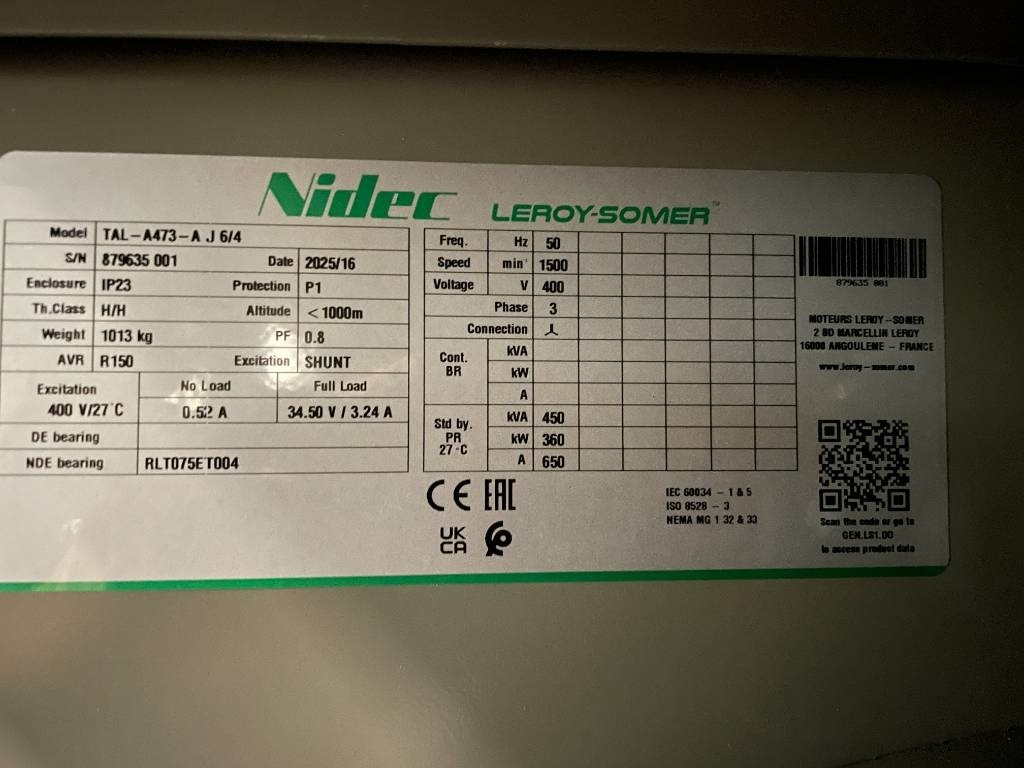 Nidec LEROY-SOMER™
Model TAL-A473-A J 6/4
S/N 879635 001 Date 2025/16
Enclosure IP23 Protection P1
Th.Class H/H Altitude <1000m
Weight 1013 kg PF 0.8
AVR R150 Excitation SHUNT
Excitation No Load Full Load
400 V/27°C 0.52 A 34.50 V / 3.24 A
DE bearing
NDE bearing RLT075ET004
Freq. Hz 50
Speed min⁻¹ 1500
Voltage V 400
Phase 3
Connection
Cont. BR kVA
kW
A
Std by. PR 27°C kVA 450
kW 360
A 650
CE EAC
UK
CA
IEC 60034 - 1 & 5
ISO 8528 - 3
NEMA MG 1 32 & 33
879635 001
MOTEURS LEROY-SOMER
2 BD MARCELLIN LEROY
16000 ANGOULEME - FRANCE
www.leroy-somer.com
Scan the code or go to
GEN.LS1.DO
to access product data